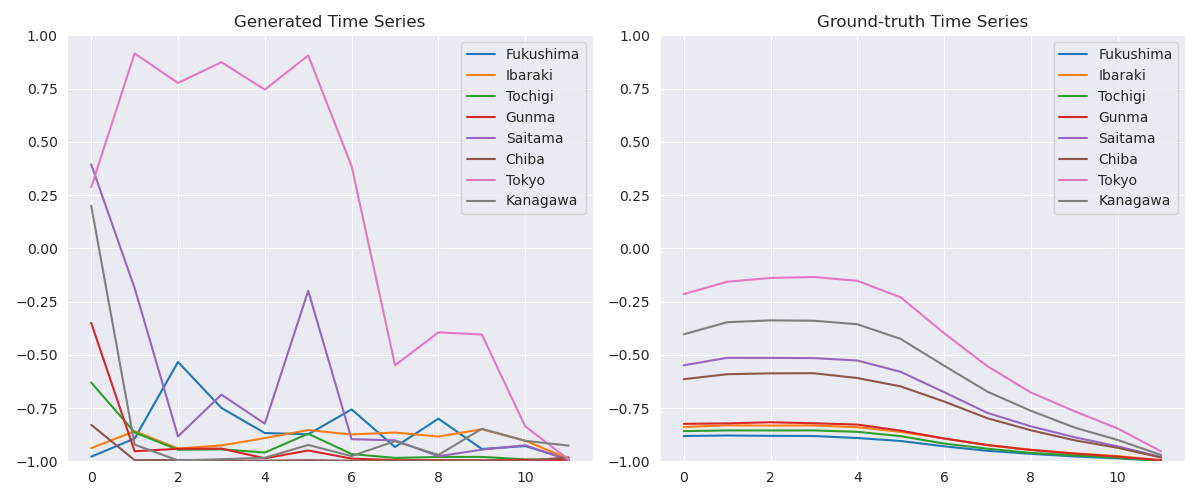 Generated Time Series
1.00
0.75
0.50
0.25
0.00
−0.25
−0.50
−0.75
−1.00
0 2 4 6 8 10
Fukushima
Ibaraki
Tochigi
Gunma
Saitama
Chiba
Tokyo
Kanagawa
Ground-truth Time Series
1.00
0.75
0.50
0.25
0.00
−0.25
−0.50
−0.75
−1.00
0 2 4 6 8 10
Fukushima
Ibaraki
Tochigi
Gunma
Saitama
Chiba
Tokyo
Kanagawa